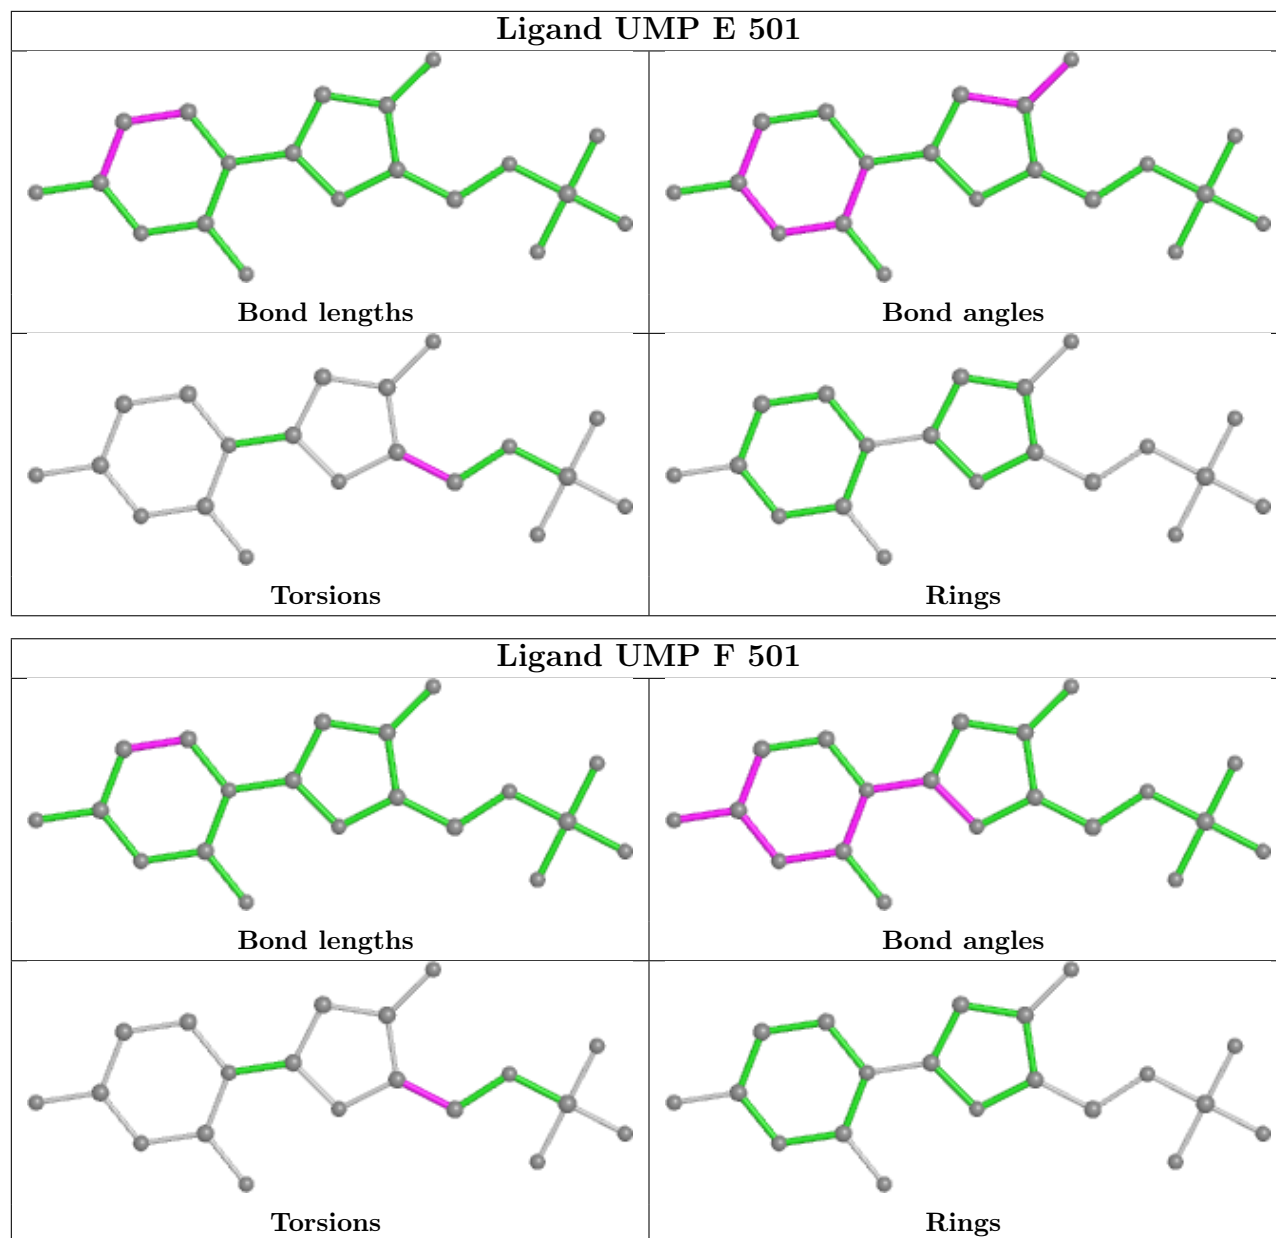 Ligand UMP E 501
Bond lengths Bond angles
Torsions Rings
Ligand UMP F 501
Bond lengths Bond angles
Torsions Rings